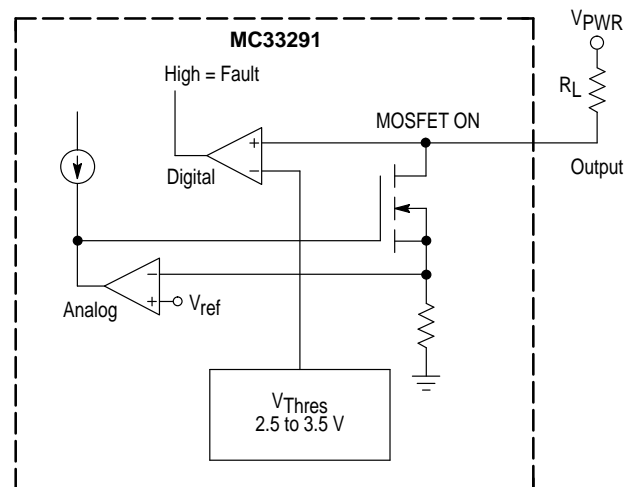 MC33291
VPWR
High = Fault
RL
MOSFET ON
+
−
Digital
Output
−
+
Vref
Analog
VThres
2.5 to 3.5 V